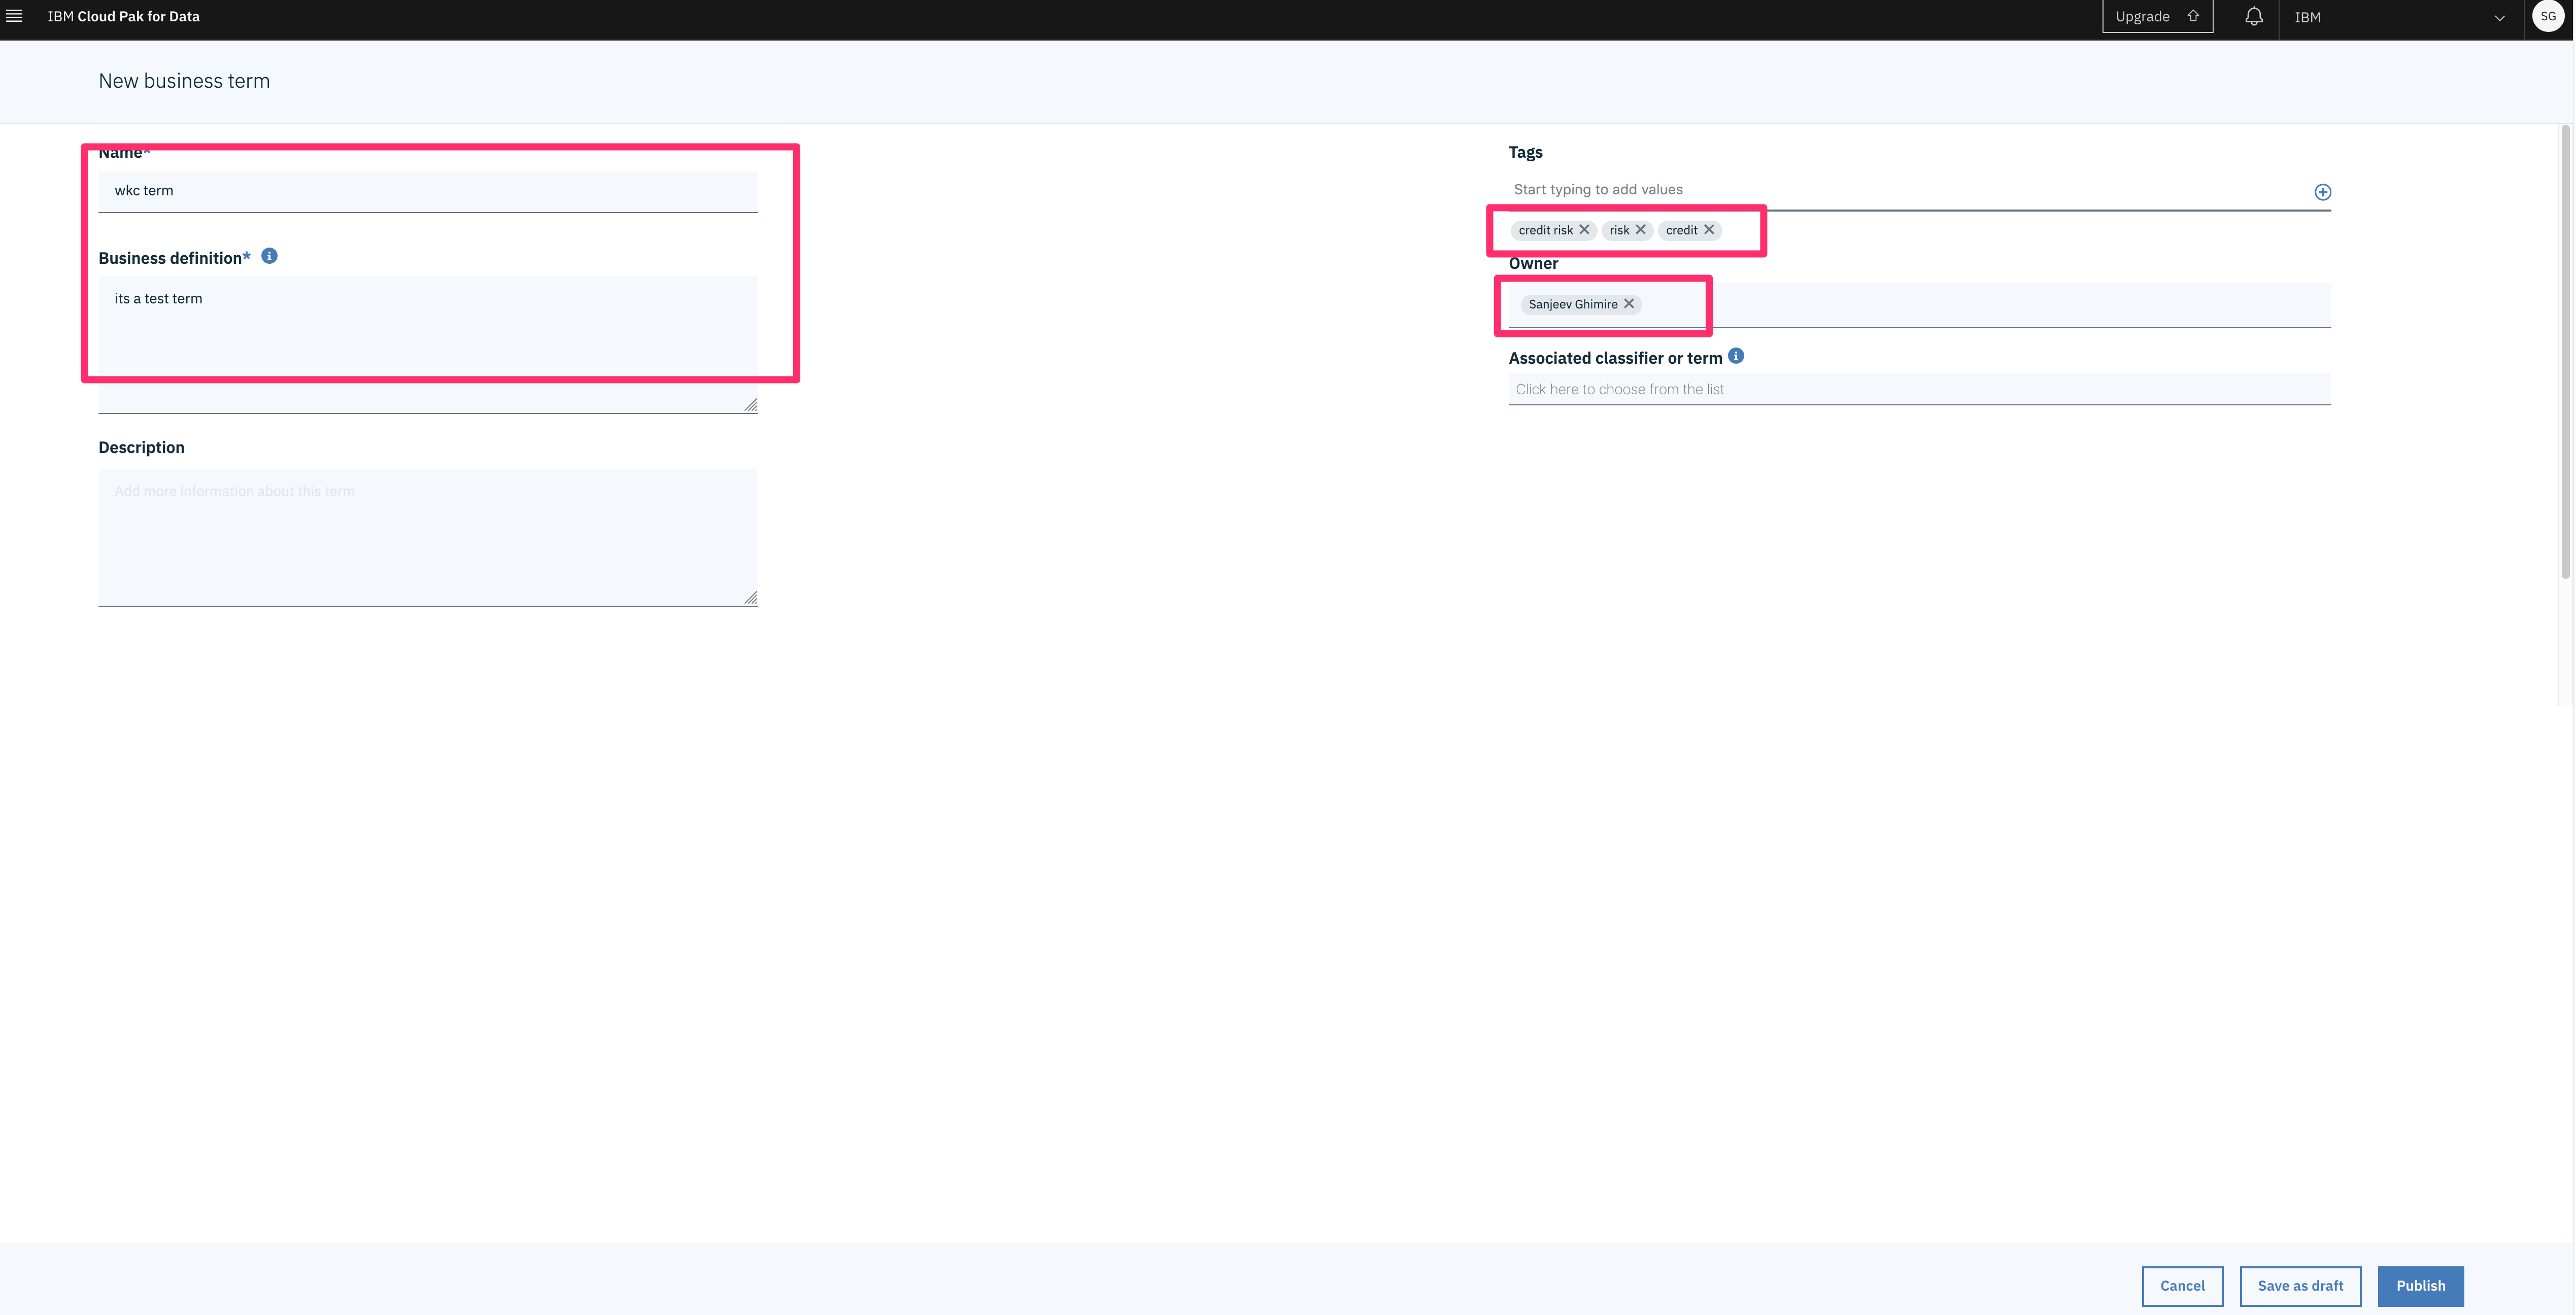 IBM Cloud Pak for Data
Upgrade
IBM
SG
New business term
Name*
wkc term
Business definition*
its a test term
Description
Add more information about this term
Tags
Start typing to add values
credit risk risk credit
Owner
Sanjeev Ghimire
Associated classifier or term
Click here to choose from the list
Cancel Save as draft Publish